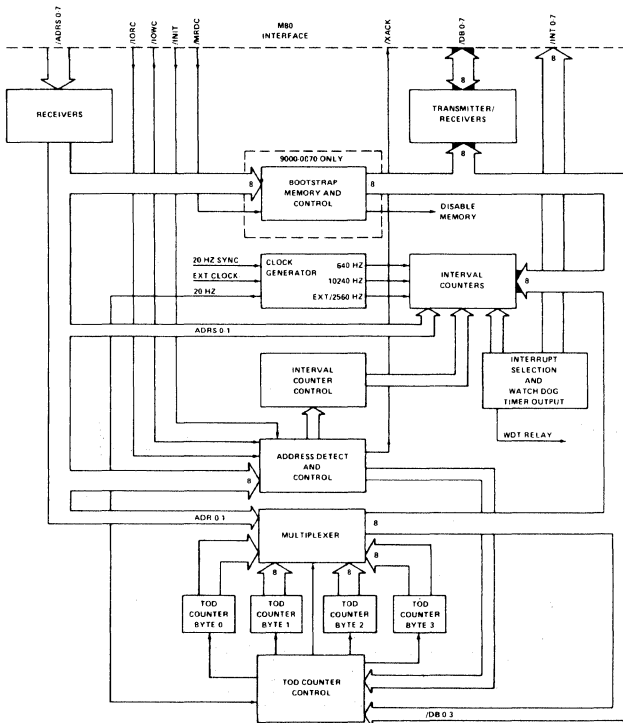 M80
INTERFACE
/ADRS 0-7
/IORC
/IOWC
/INIT
/MRDC
/XACK
/DB 0-7
/INT 0-7
8
8
RECEIVERS
TRANSMITTER/
RECEIVERS
8
9000-0070 ONLY
8
BOOTSTRAP
MEMORY AND
CONTROL
8
DISABLE
MEMORY
20 HZ SYNC
EXT CLOCK
20 HZ
CLOCK
GENERATOR
640 HZ
10240 HZ
EXT/2560 HZ
INTERVAL
COUNTERS
8
ADRS 0-1
INTERVAL
COUNTER
CONTROL
INTERRUPT
SELECTION
AND
WATCH DOG
TIMER OUTPUT
WDT RELAY
8
ADDRESS DETECT
AND
CONTROL
ADR 0-1
MULTIPLEXER
8
8
8
8
8
TOD
COUNTER
BYTE 0
TOD
COUNTER
BYTE 1
TOD
COUNTER
BYTE 2
TOD
COUNTER
BYTE 3
TOD COUNTER
CONTROL
/DB 0-3